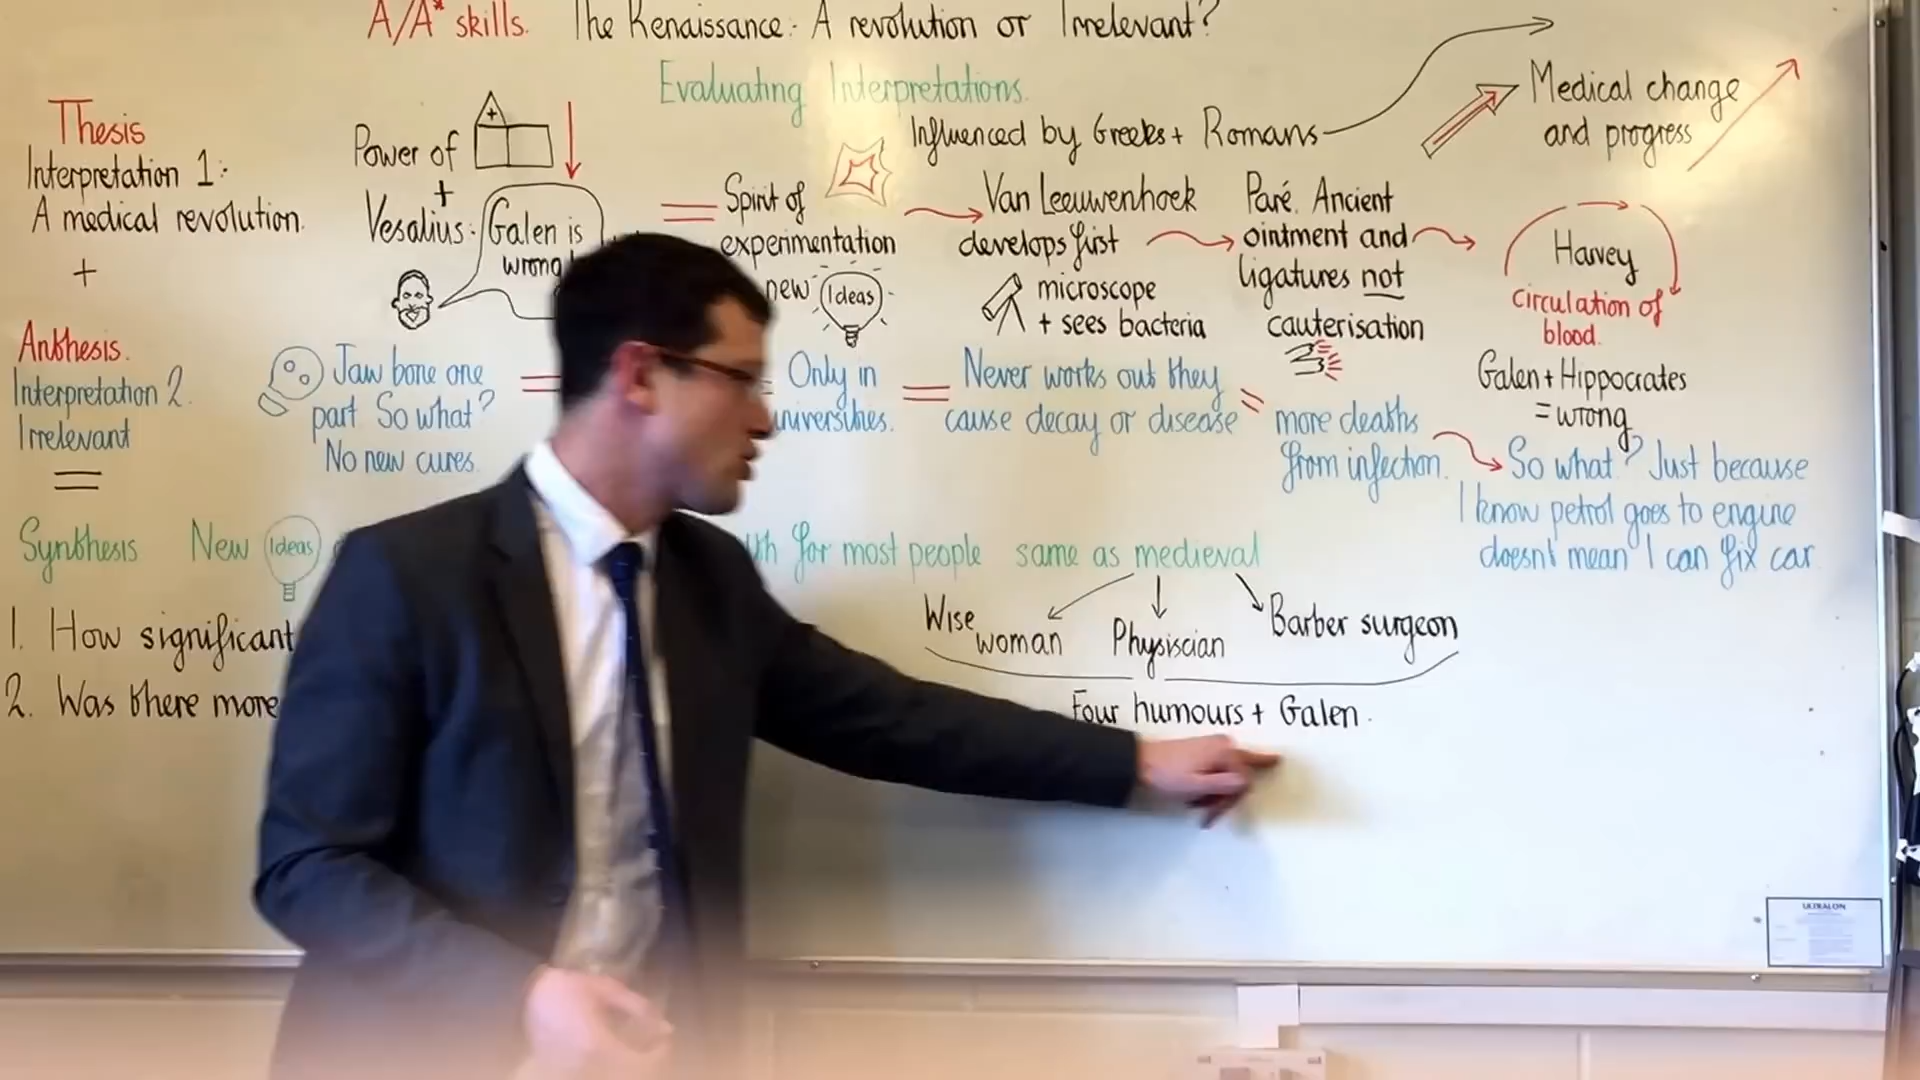 A/A* skills. The Renaissance: A revolution or Irrelevant?
Evaluating Interpretations.
Thesis
Interpretation 1:
A medical revolution.
+
Power of
+
Vesalius:
Galen is
wrong
= Spirit of
experimentation
new Ideas
Influenced by Greeks + Romans
Medical change
and progress
Van Leeuwenhoek
develops first
microscope
+ sees bacteria
Paré. Ancient
ointment and
ligatures not
cauterisation
Harvey
circulation of
blood.
Galen + Hippocrates
= wrong
Anthesis.
Interpretation 2.
Irrelevant
=
Jaw bone one
part So what?
No new cures.
=
= Only in
universities.
= Never works out they
cause decay or disease
= more deaths
from infection.
So what? Just because
I know petrol goes to engine
doesn't mean I can fix car
Synthesis New Ideas
for most people same as medieval
Wise
woman
Physiscian
Barber surgeon
Four humours + Galen.
1. How significant
2. Was there more
ULTRALON